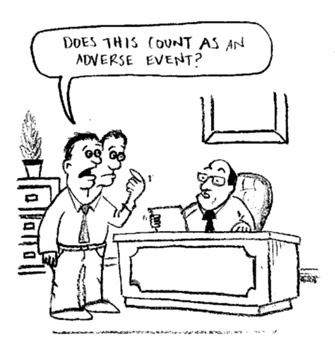 DOES THIS COUNT AS AN
ADVERSE EVENT?